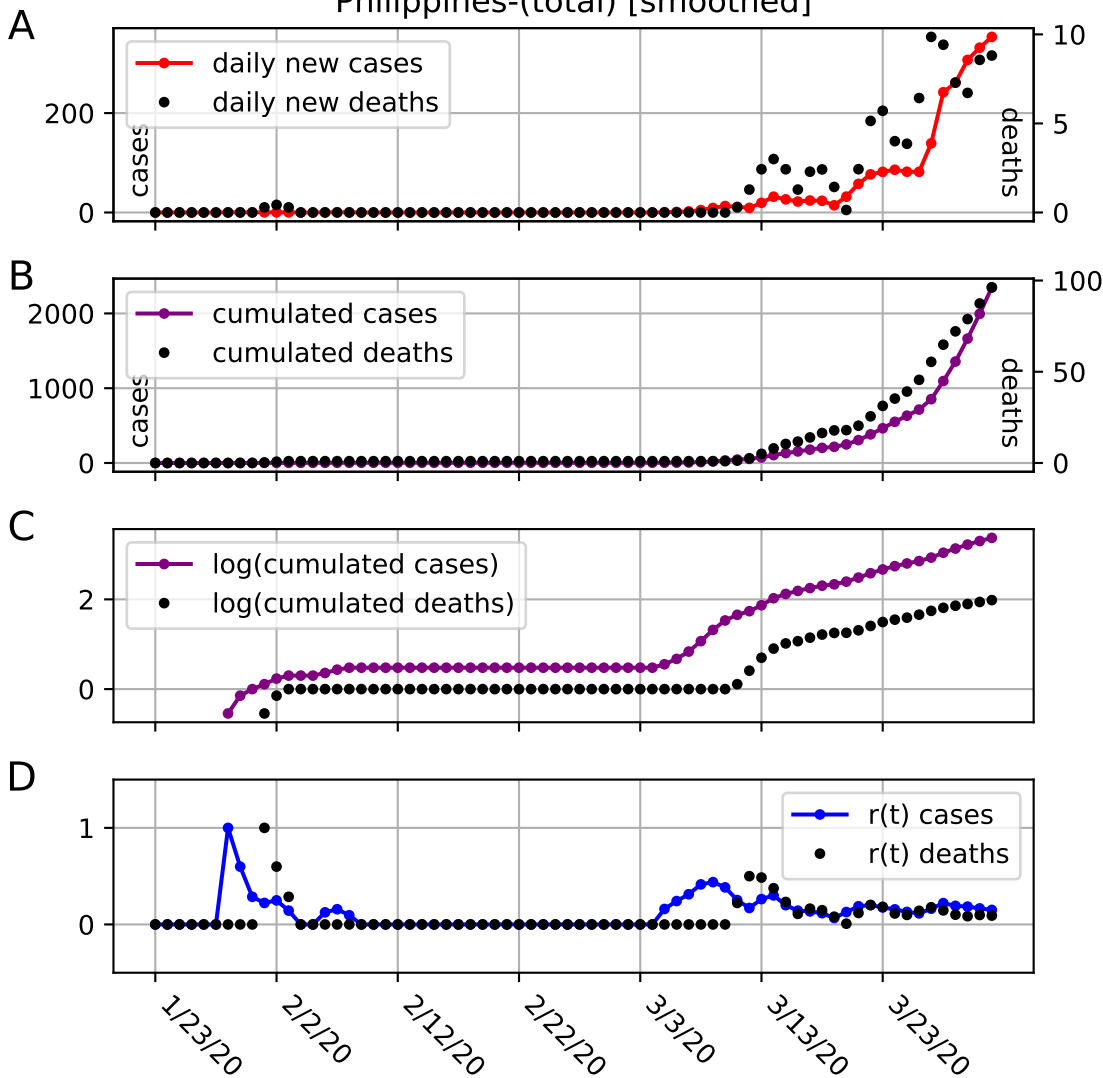 Philippines-(total) [smoothed]
A
daily new cases
daily new deaths
200
0
cases
10
5
0
deaths
B
cumulated cases
cumulated deaths
2000
1000
0
cases
100
50
0
deaths
C
log(cumulated cases)
log(cumulated deaths)
2
0
D
r(t) cases
r(t) deaths
1
0
1/23/20
2/2/20
2/12/20
2/22/20
3/3/20
3/13/20
3/23/20